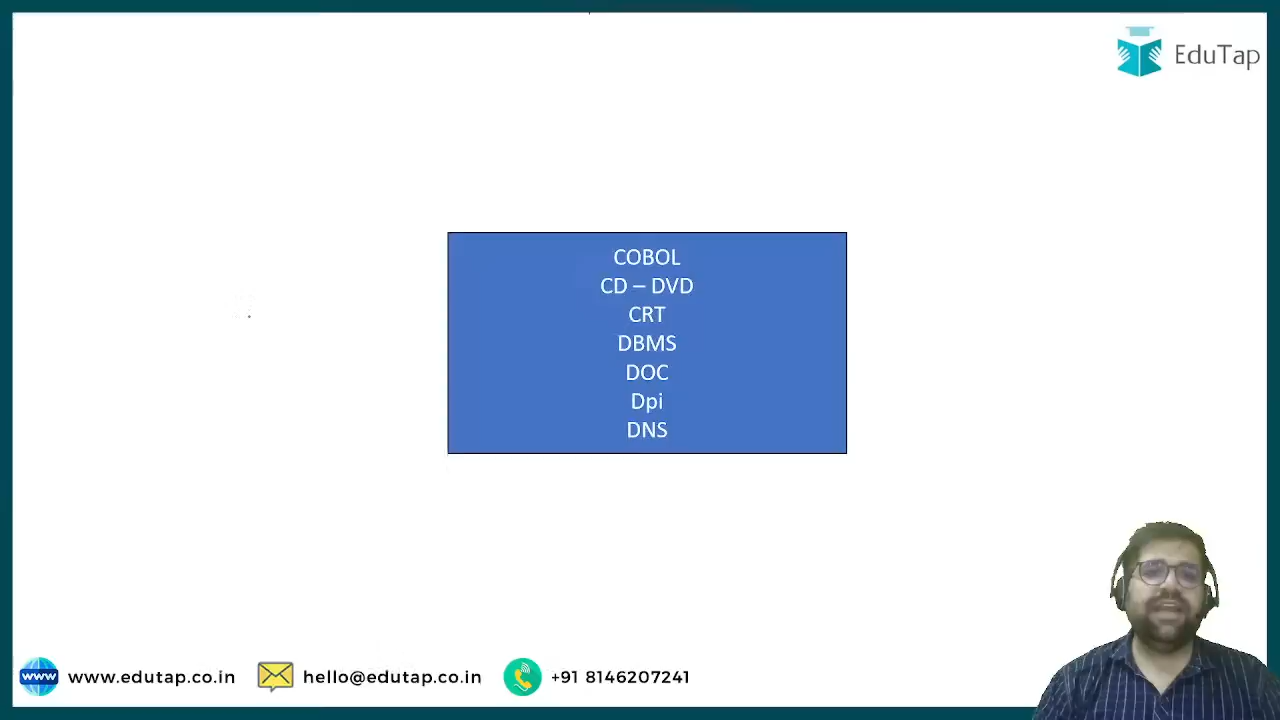 EduTap
COBOL
CD – DVD
CRT
DBMS
DOC
Dpi
DNS
www www.edutap.co.in hello@edutap.co.in +91 8146207241